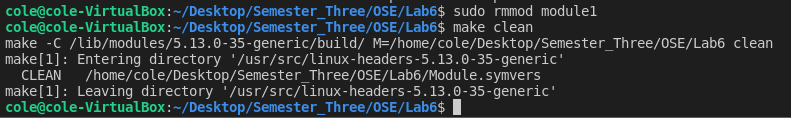 cole@cole-VirtualBox:~/Desktop/Semester_Three/OSE/Lab6$ sudo rmmod module1
cole@cole-VirtualBox:~/Desktop/Semester_Three/OSE/Lab6$ make clean
make -C /lib/modules/5.13.0-35-generic/build/ M=/home/cole/Desktop/Semester_Three/OSE/Lab6 clean
make[1]: Entering directory '/usr/src/linux-headers-5.13.0-35-generic'
  CLEAN   /home/cole/Desktop/Semester_Three/OSE/Lab6/Module.symvers
make[1]: Leaving directory '/usr/src/linux-headers-5.13.0-35-generic'
cole@cole-VirtualBox:~/Desktop/Semester_Three/OSE/Lab6$